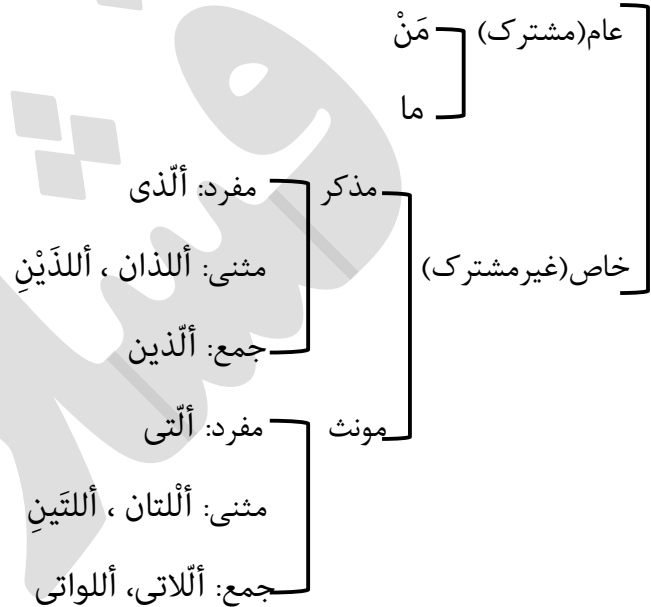 عام(مشترک) مَنْ
ما
مذکر مفرد: ألّذی
خاص(غیرمشترک) مثنی: أللذان ، أللذَیْنِ
جمع: ألّذین
مونث مفرد: ألّتی
مثنی: ألْلتان ، أللتَینِ
جمع: ألّلاتی، أللواتی